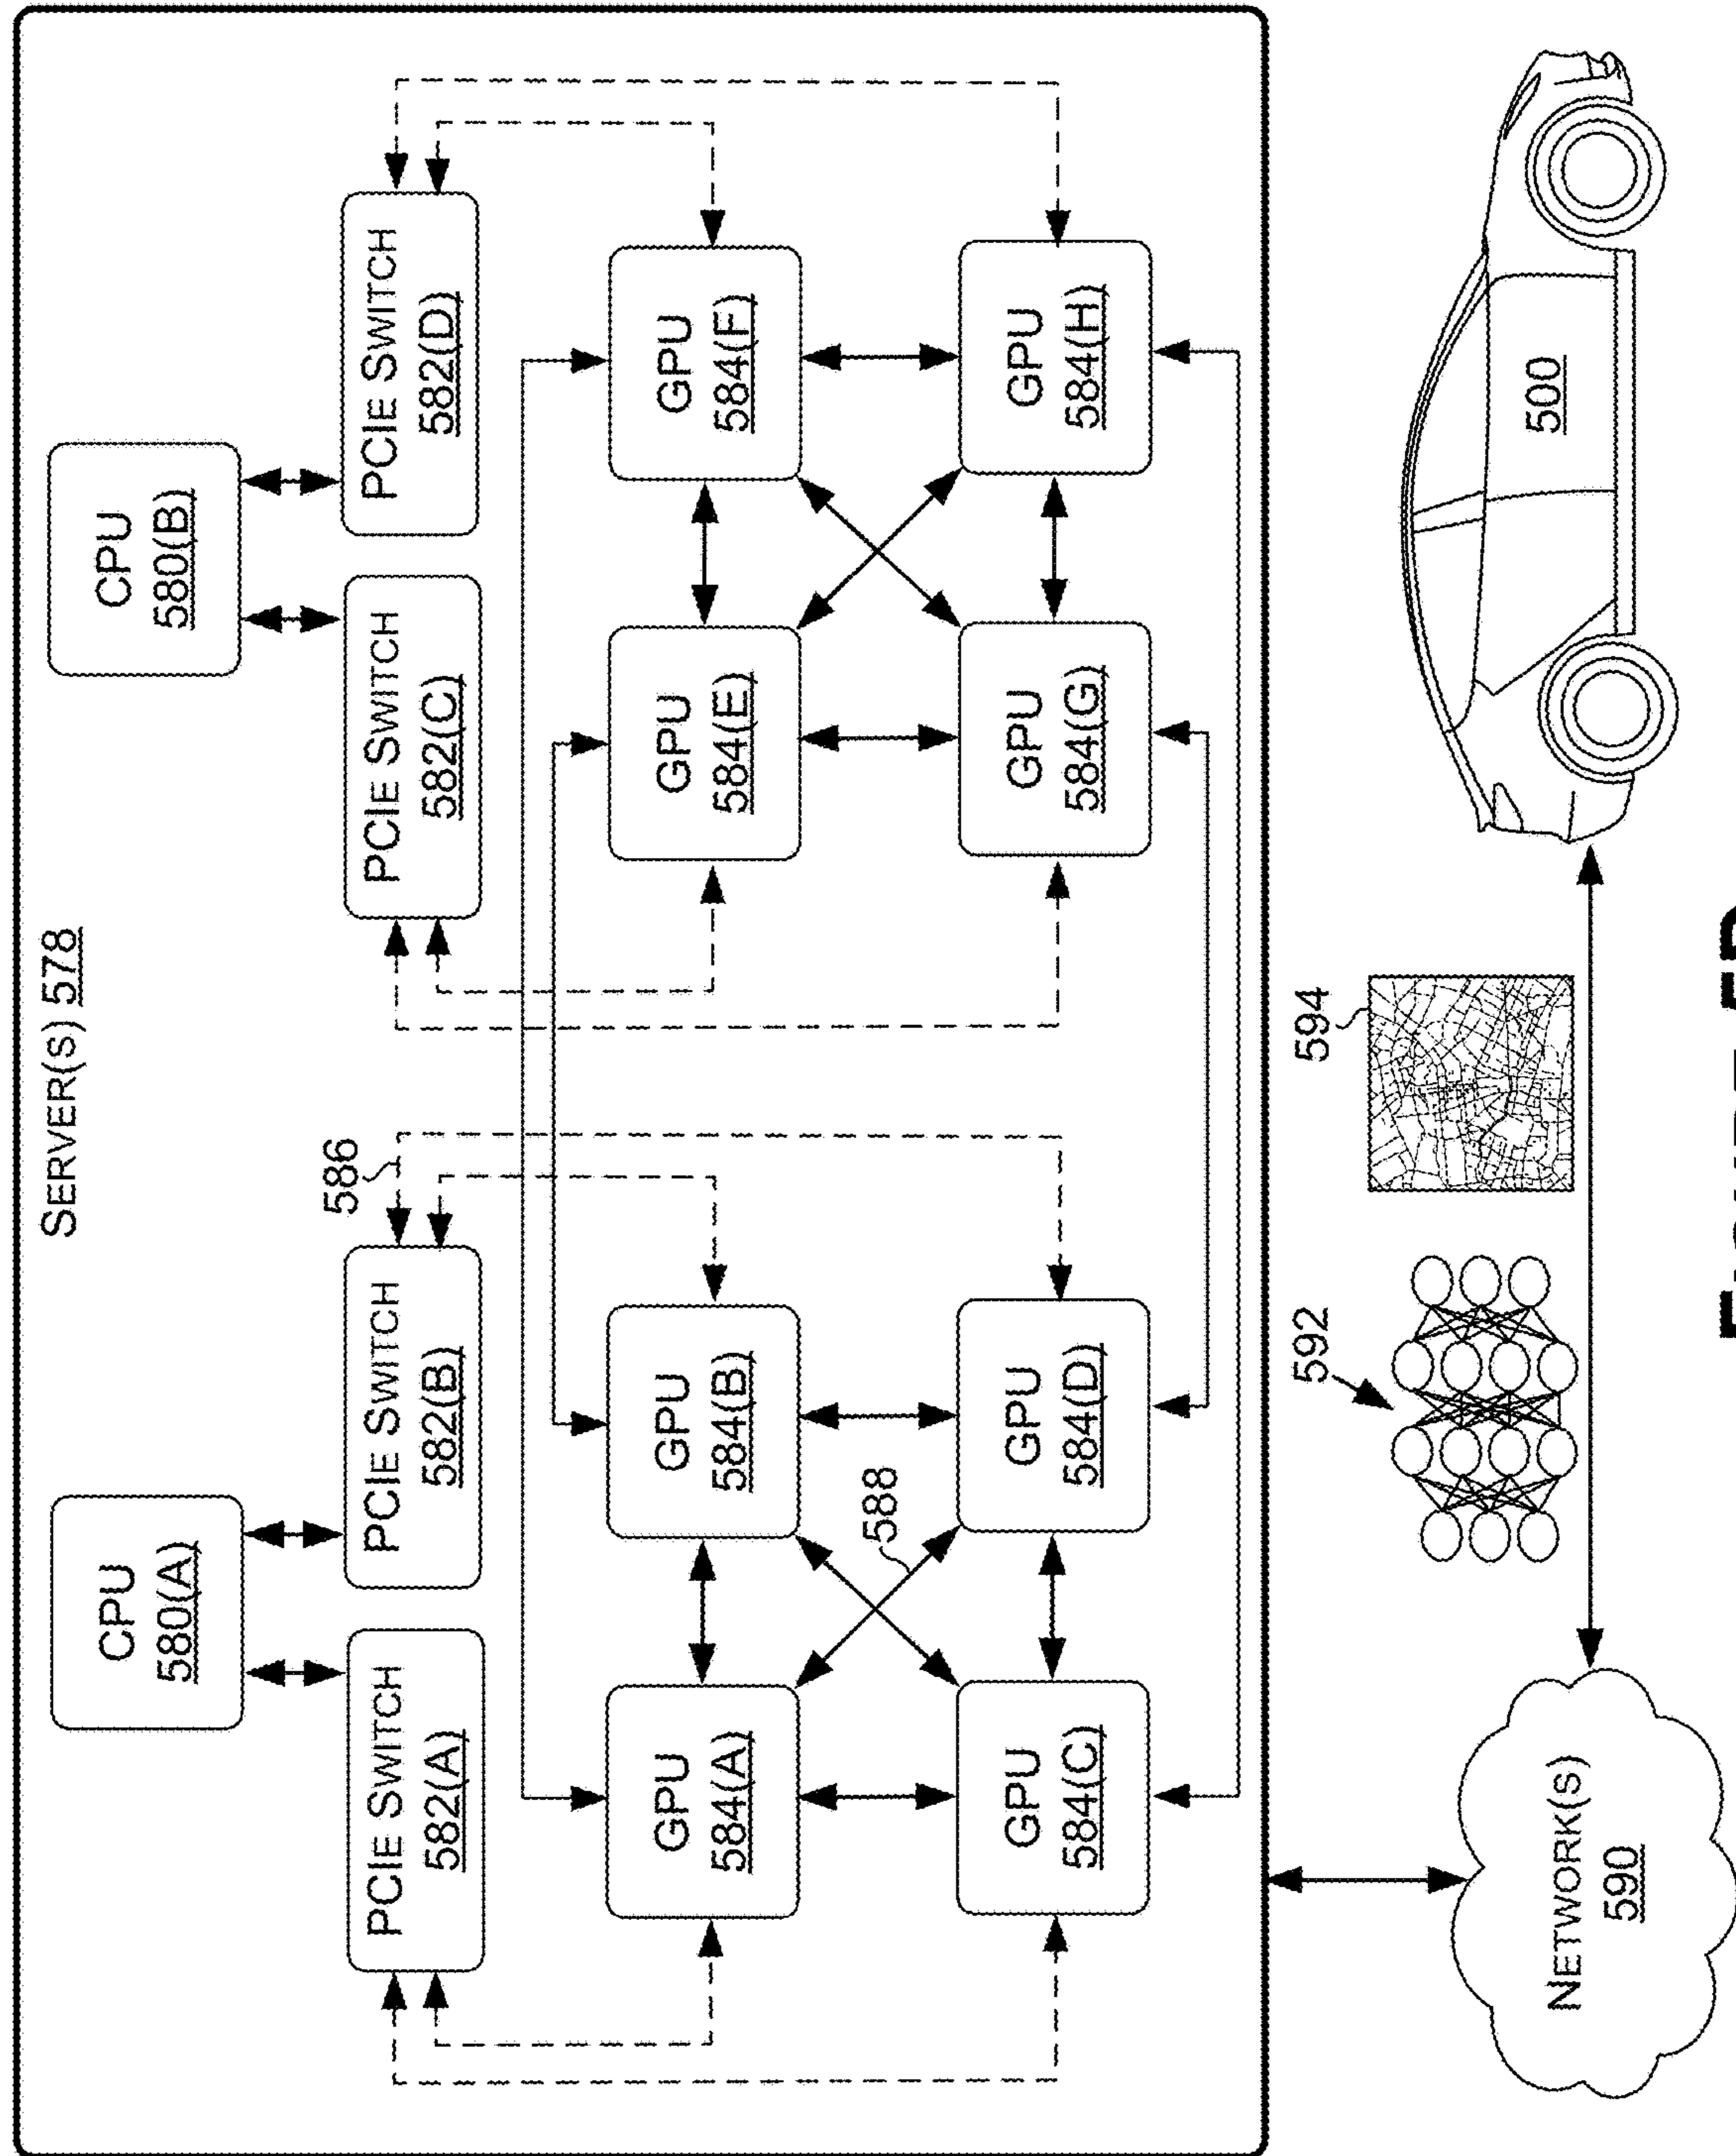 SERVER(S) 578
CPU
580(A)
CPU
580(B)
PCIE SWITCH
582(A)
PCIE SWITCH
582(B)
586
PCIE SWITCH
582(C)
PCIE SWITCH
582(D)
GPU
584(A)
GPU
584(B)
GPU
584(E)
GPU
584(F)
588
GPU
584(C)
GPU
584(D)
GPU
584(G)
GPU
584(H)
592
594
NETWORK(S)
590
500